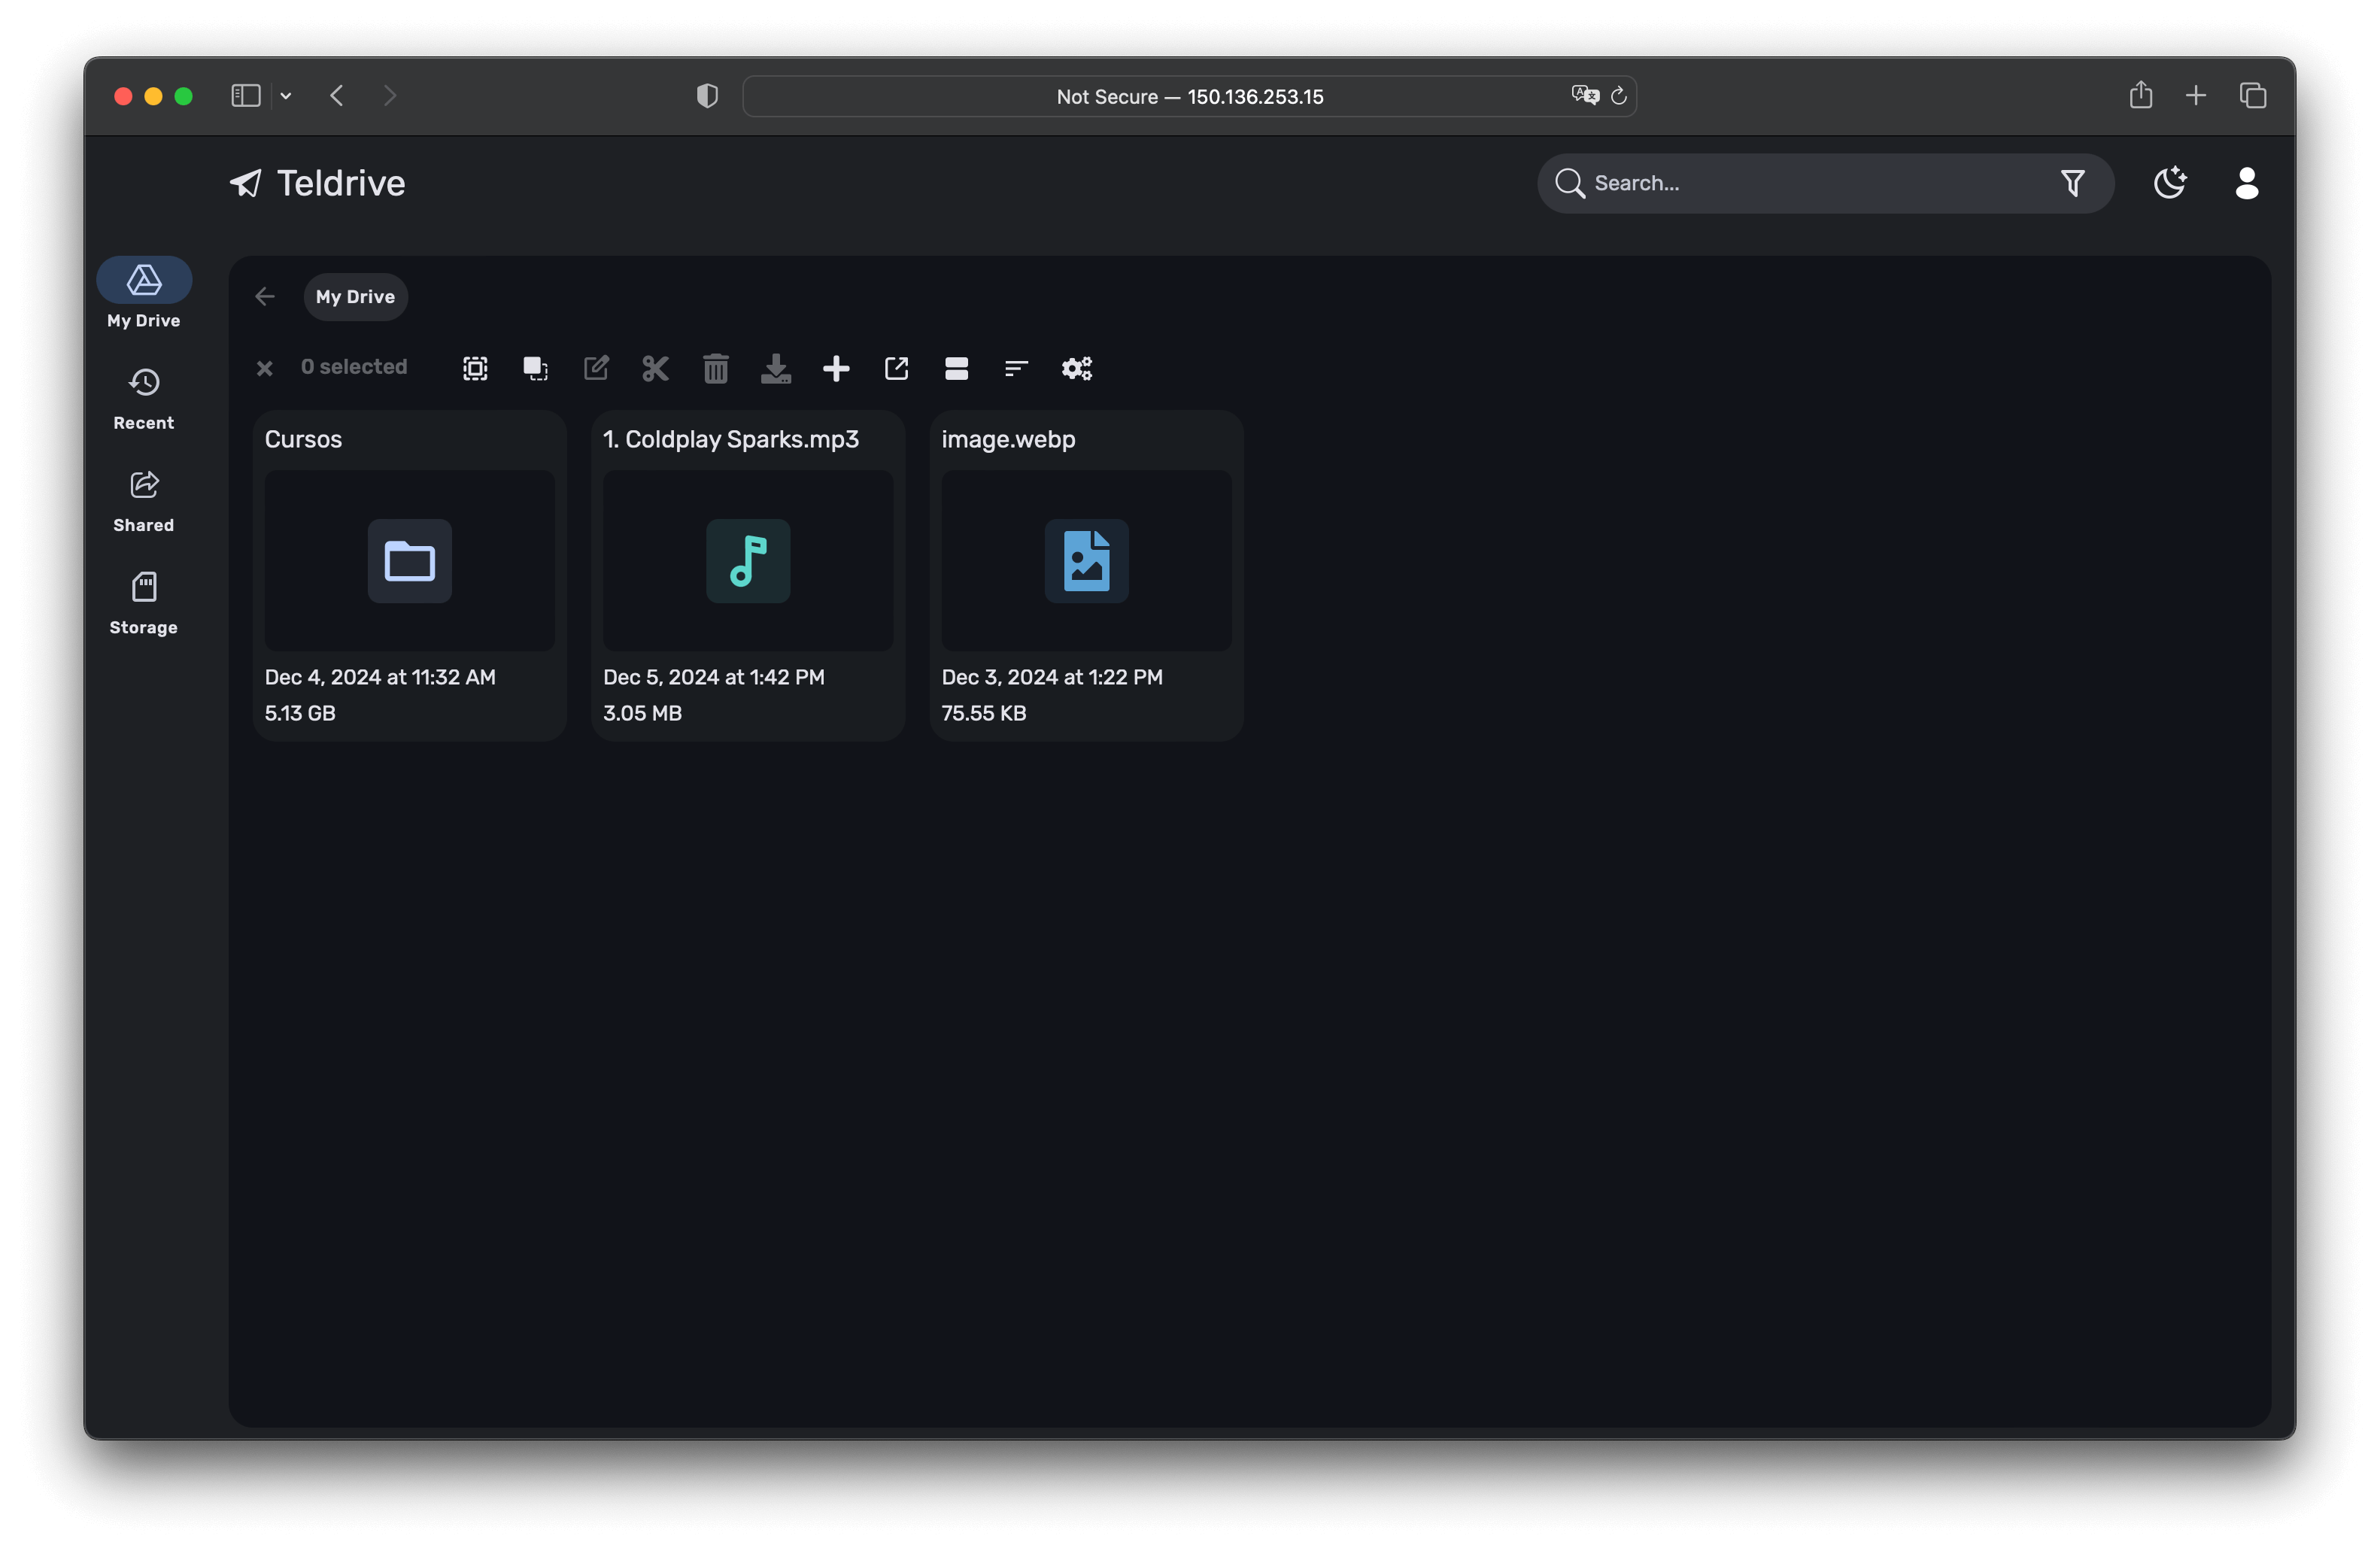 Not Secure — 150.136.253.15
Teldrive
Search...
My Drive
My Drive
0 selected
Recent
Shared
Storage
Cursos
1. Coldplay Sparks.mp3
image.webp
Dec 4, 2024 at 11:32 AM
5.13 GB
Dec 5, 2024 at 1:42 PM
3.05 MB
Dec 3, 2024 at 1:22 PM
75.55 KB